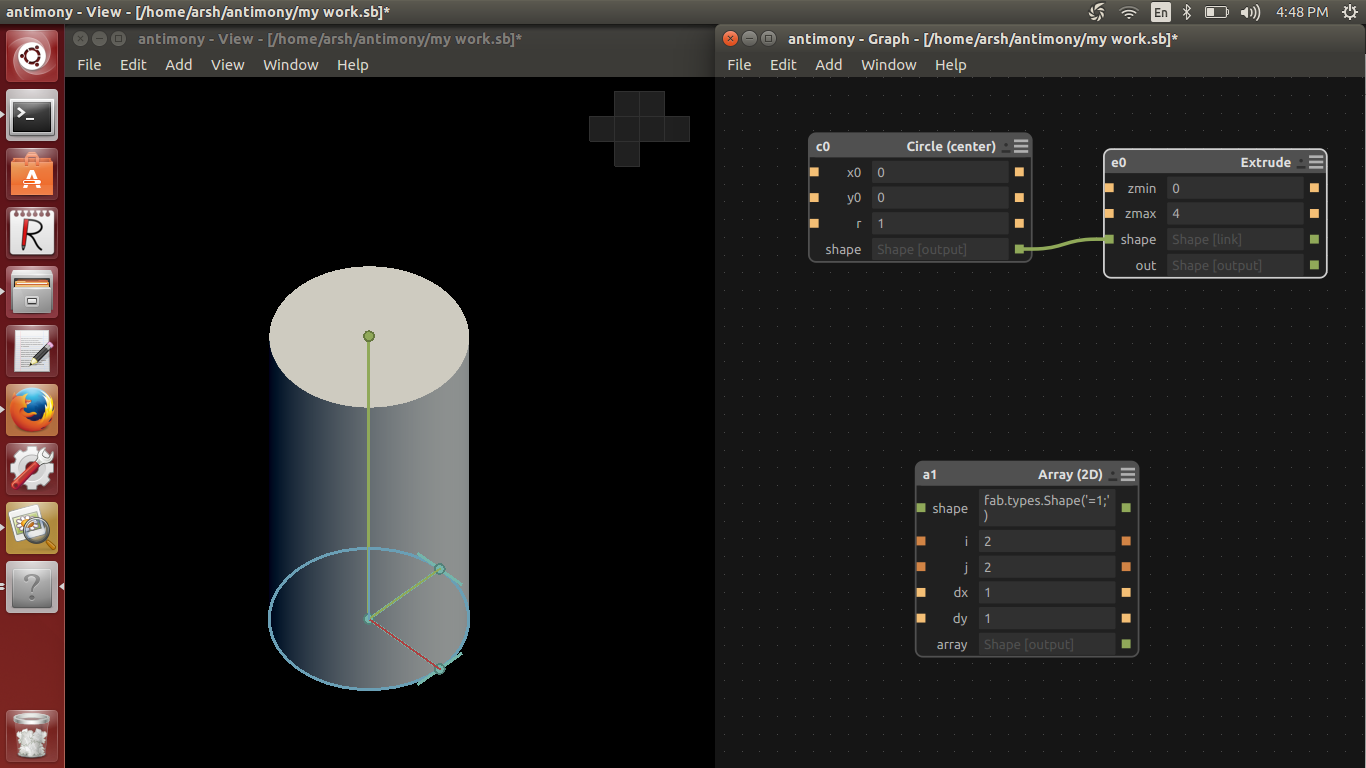 antimony - View - [/home/arsh/antimony/my work.sb]*
En
4:48 PM
antimony - View - [/home/arsh/antimony/my work.sb]*
File Edit Add View Window Help
antimony - Graph - [/home/arsh/antimony/my work.sb]*
File Edit Add Window Help
c0 Circle (center)
x0 0
y0 0
r 1
shape Shape [output]
e0 Extrude
zmin 0
zmax 4
shape Shape [link]
out Shape [output]
a1 Array (2D)
shape fab.types.Shape('=1;'
)
i 2
j 2
dx 1
dy 1
array Shape [output]